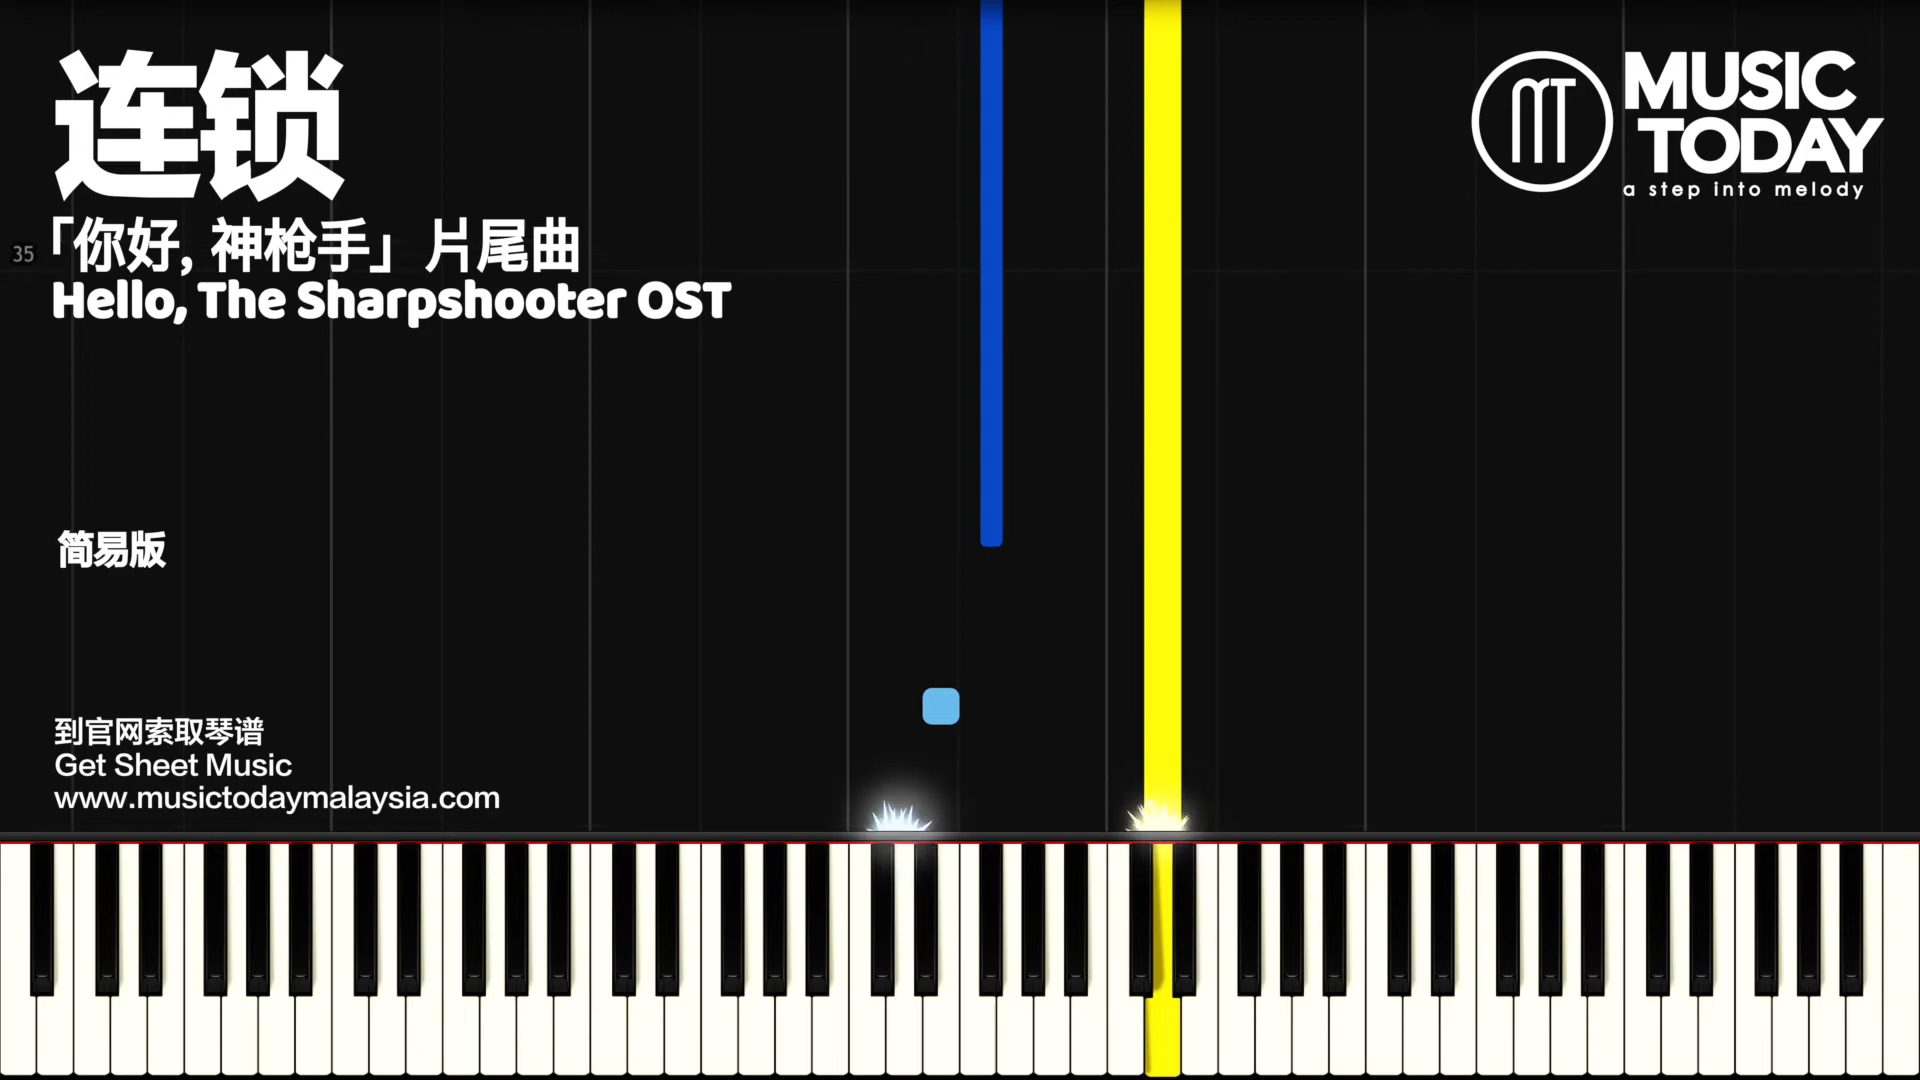 连锁
「你好, 神枪手」片尾曲
35
Hello, The Sharpshooter OST
MT
MUSIC
TODAY
a step into melody
简易版
到官网索取琴谱
Get Sheet Music
www.musictodaymalaysia.com